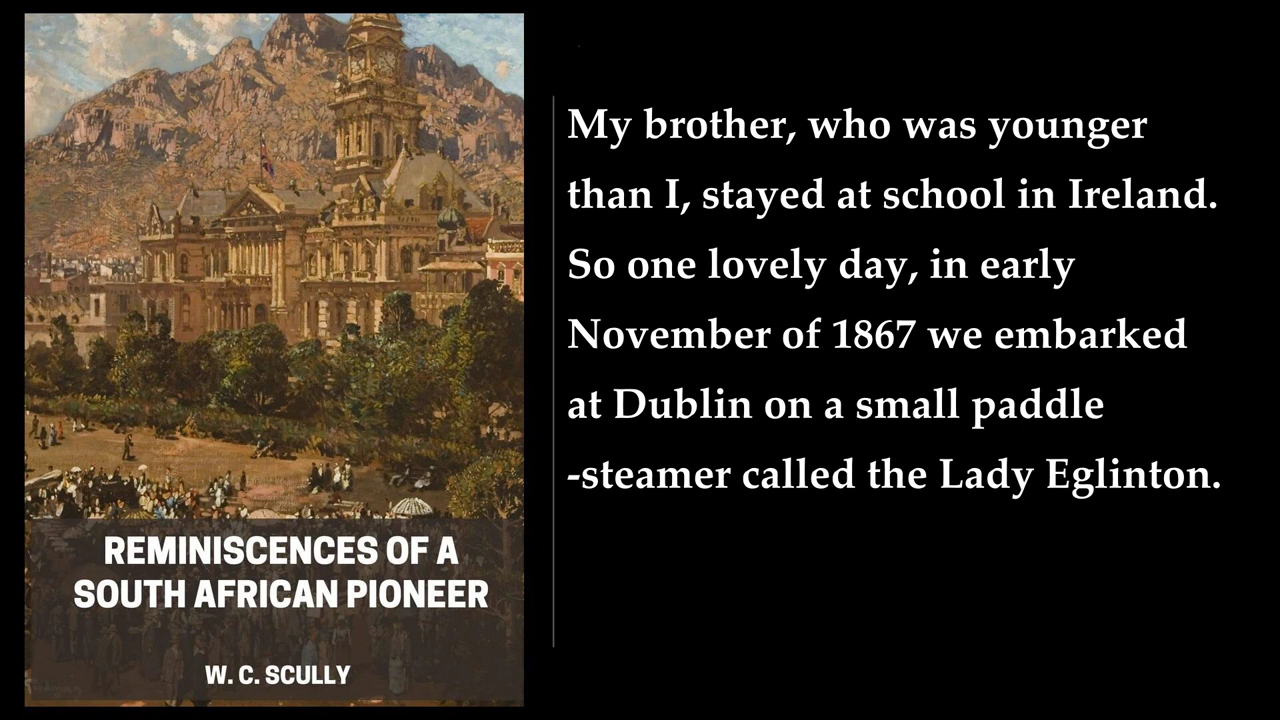 REMINISCENCES OF A
SOUTH AFRICAN PIONEER
W. C. SCULLY
My brother, who was younger
than I, stayed at school in Ireland.
So one lovely day, in early
November of 1867 we embarked
at Dublin on a small paddle
-steamer called the Lady Eglinton.